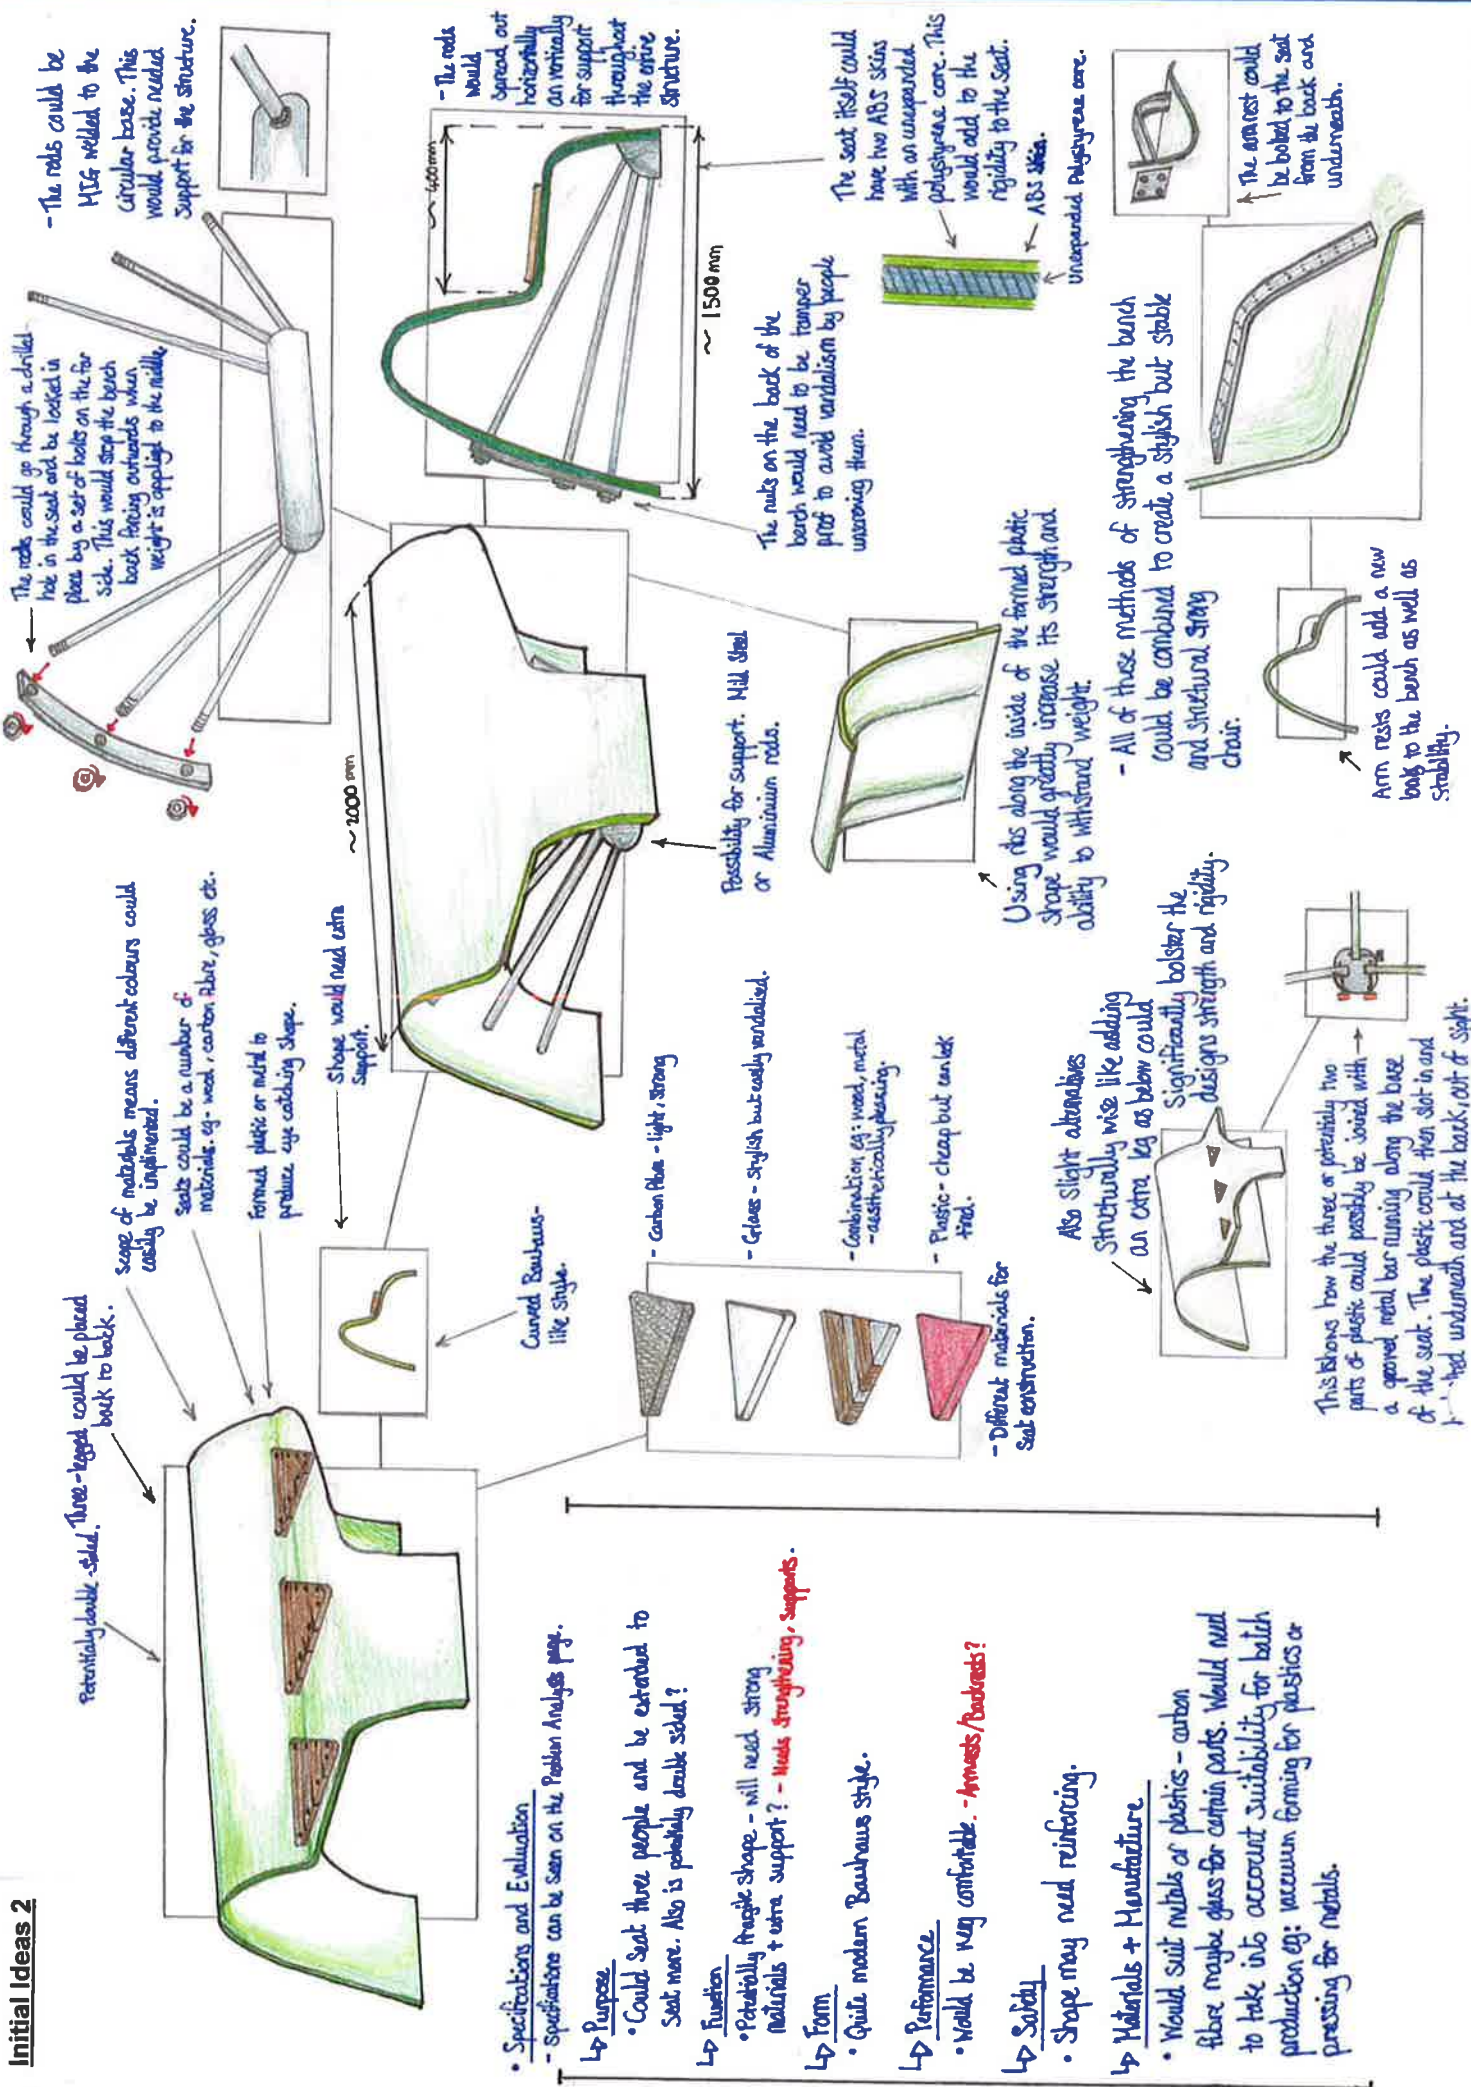 Initial Ideas 2
Potentialy double-sided.
Three-legged could be placed
back to back.
Scope of materials means different colours could
easily be implimented.
Seats could be a number of
materials. eg- wood, carbon fibre, glass etc.
Formed plastic or metal to
produce eye catching shape.
Shape would need extra
support.
Curved Bauhaus-
like style.
- Carbon fibre - light, strong
- Glass - stylish but easily vandalised.
- Combination eg: wood, metal
- aesthetically pleasing.
- Plastic - cheap but can look
tired.
- Different materials for
Seat construction.
• Specifications and Evaluation
- Specifications can be seen on the Problem Analysis page.
↳ Purpose
• Could Seat three people and be extended to
Seat more. Also is potentialy double sided?
↳ Function
• Potentially fragile shape - will need strong
materials + extra support? - Needs Strengthening, Supports.
↳ Form
• Quite modern Bauhaus style.
↳ Performance
• Would be very comfortable. - Armrests/Backrests?
↳ Safety
• Shape may need reinforcing.
↳ Materials + Manufacture
• Would suit metals or plastics - carbon
fibre maybe glass for certain parts. Would need
to take into account suitability for batch
production eg: vaccum forming for plastics or
pressing for metals.
The rods could go through a drilled
hole in the seat and be locked in
place by a set of bolts on the far
side. This would stop the bench
back forcing outwards when
weight is applied to the middle.
- The rods could be
MIG welded to the
circular base. This
would provide needed
support for the structure.
~ 2000 mm
Possibility for support. Mild Steel
or Aluminium rods.
~ 400mm
~ 1500mm
- The rods
would
spread out
horizontally
an vertically
for support
throughout
the entire
structure.
The nuts on the back of the
bench would need to be tamper
proof to avoid vandalism by people
unscrewing them.
The seat itself could
have two ABS skins
with an unexpanded
polystyrene core. This
would add to the
rigidity to the seat.
ABS skin.
Unexpanded Polystyrene core.
Using ribs along the inside of the formed plastic
shape would greatly increase its strength and
ability to withstand weight.
- All of these methods of strengthening the bench
could be combined to create a stylish but stable
and structural strong
chair.
The armrest could
be bolted to the seat
from the back and
underneath.
Arm rests could add a new
look to the bench as well as
stability.
Also slight alternatives
structurally wise like adding
an extra leg as below could
Significantly bolster the
designs strength and rigidity.
This shows how the three or potentialy two
parts of plastic could possibly be joined with
a grooved metal bar running along the base
of the seat. The plastic could then slot in and
underneath and at the back out of sight.